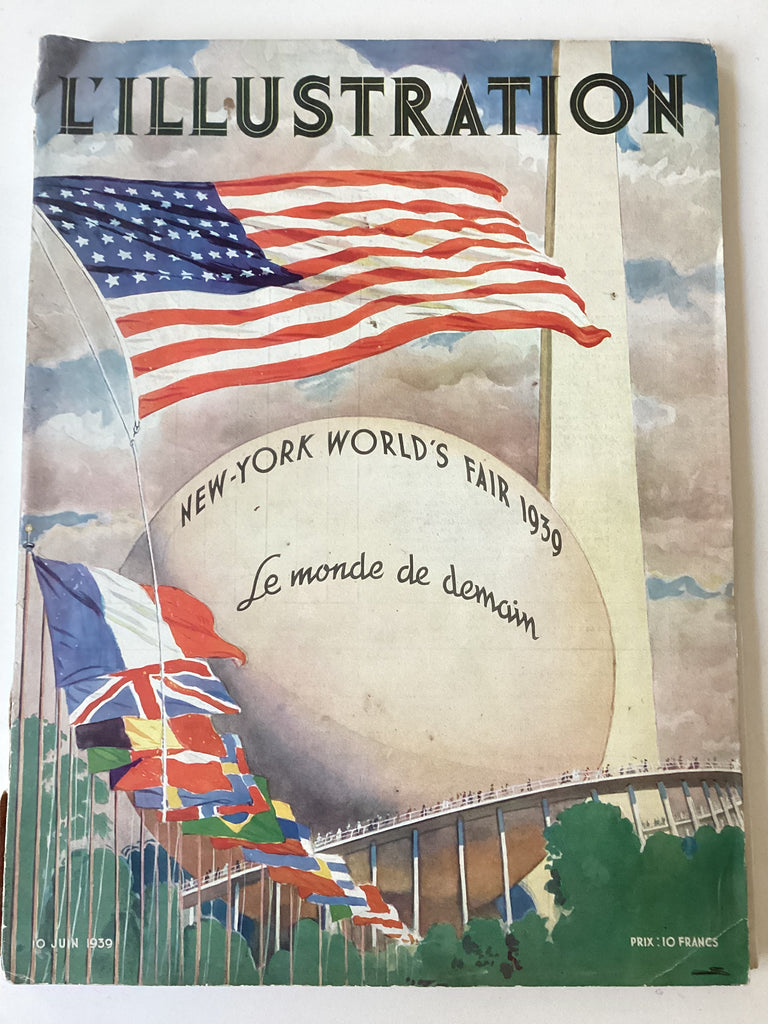 L'ILLUSTRATION
NEW-YORK WORLD'S FAIR 1939
Le monde de demain
10 JUIN 1939
PRIX : 10 FRANCS